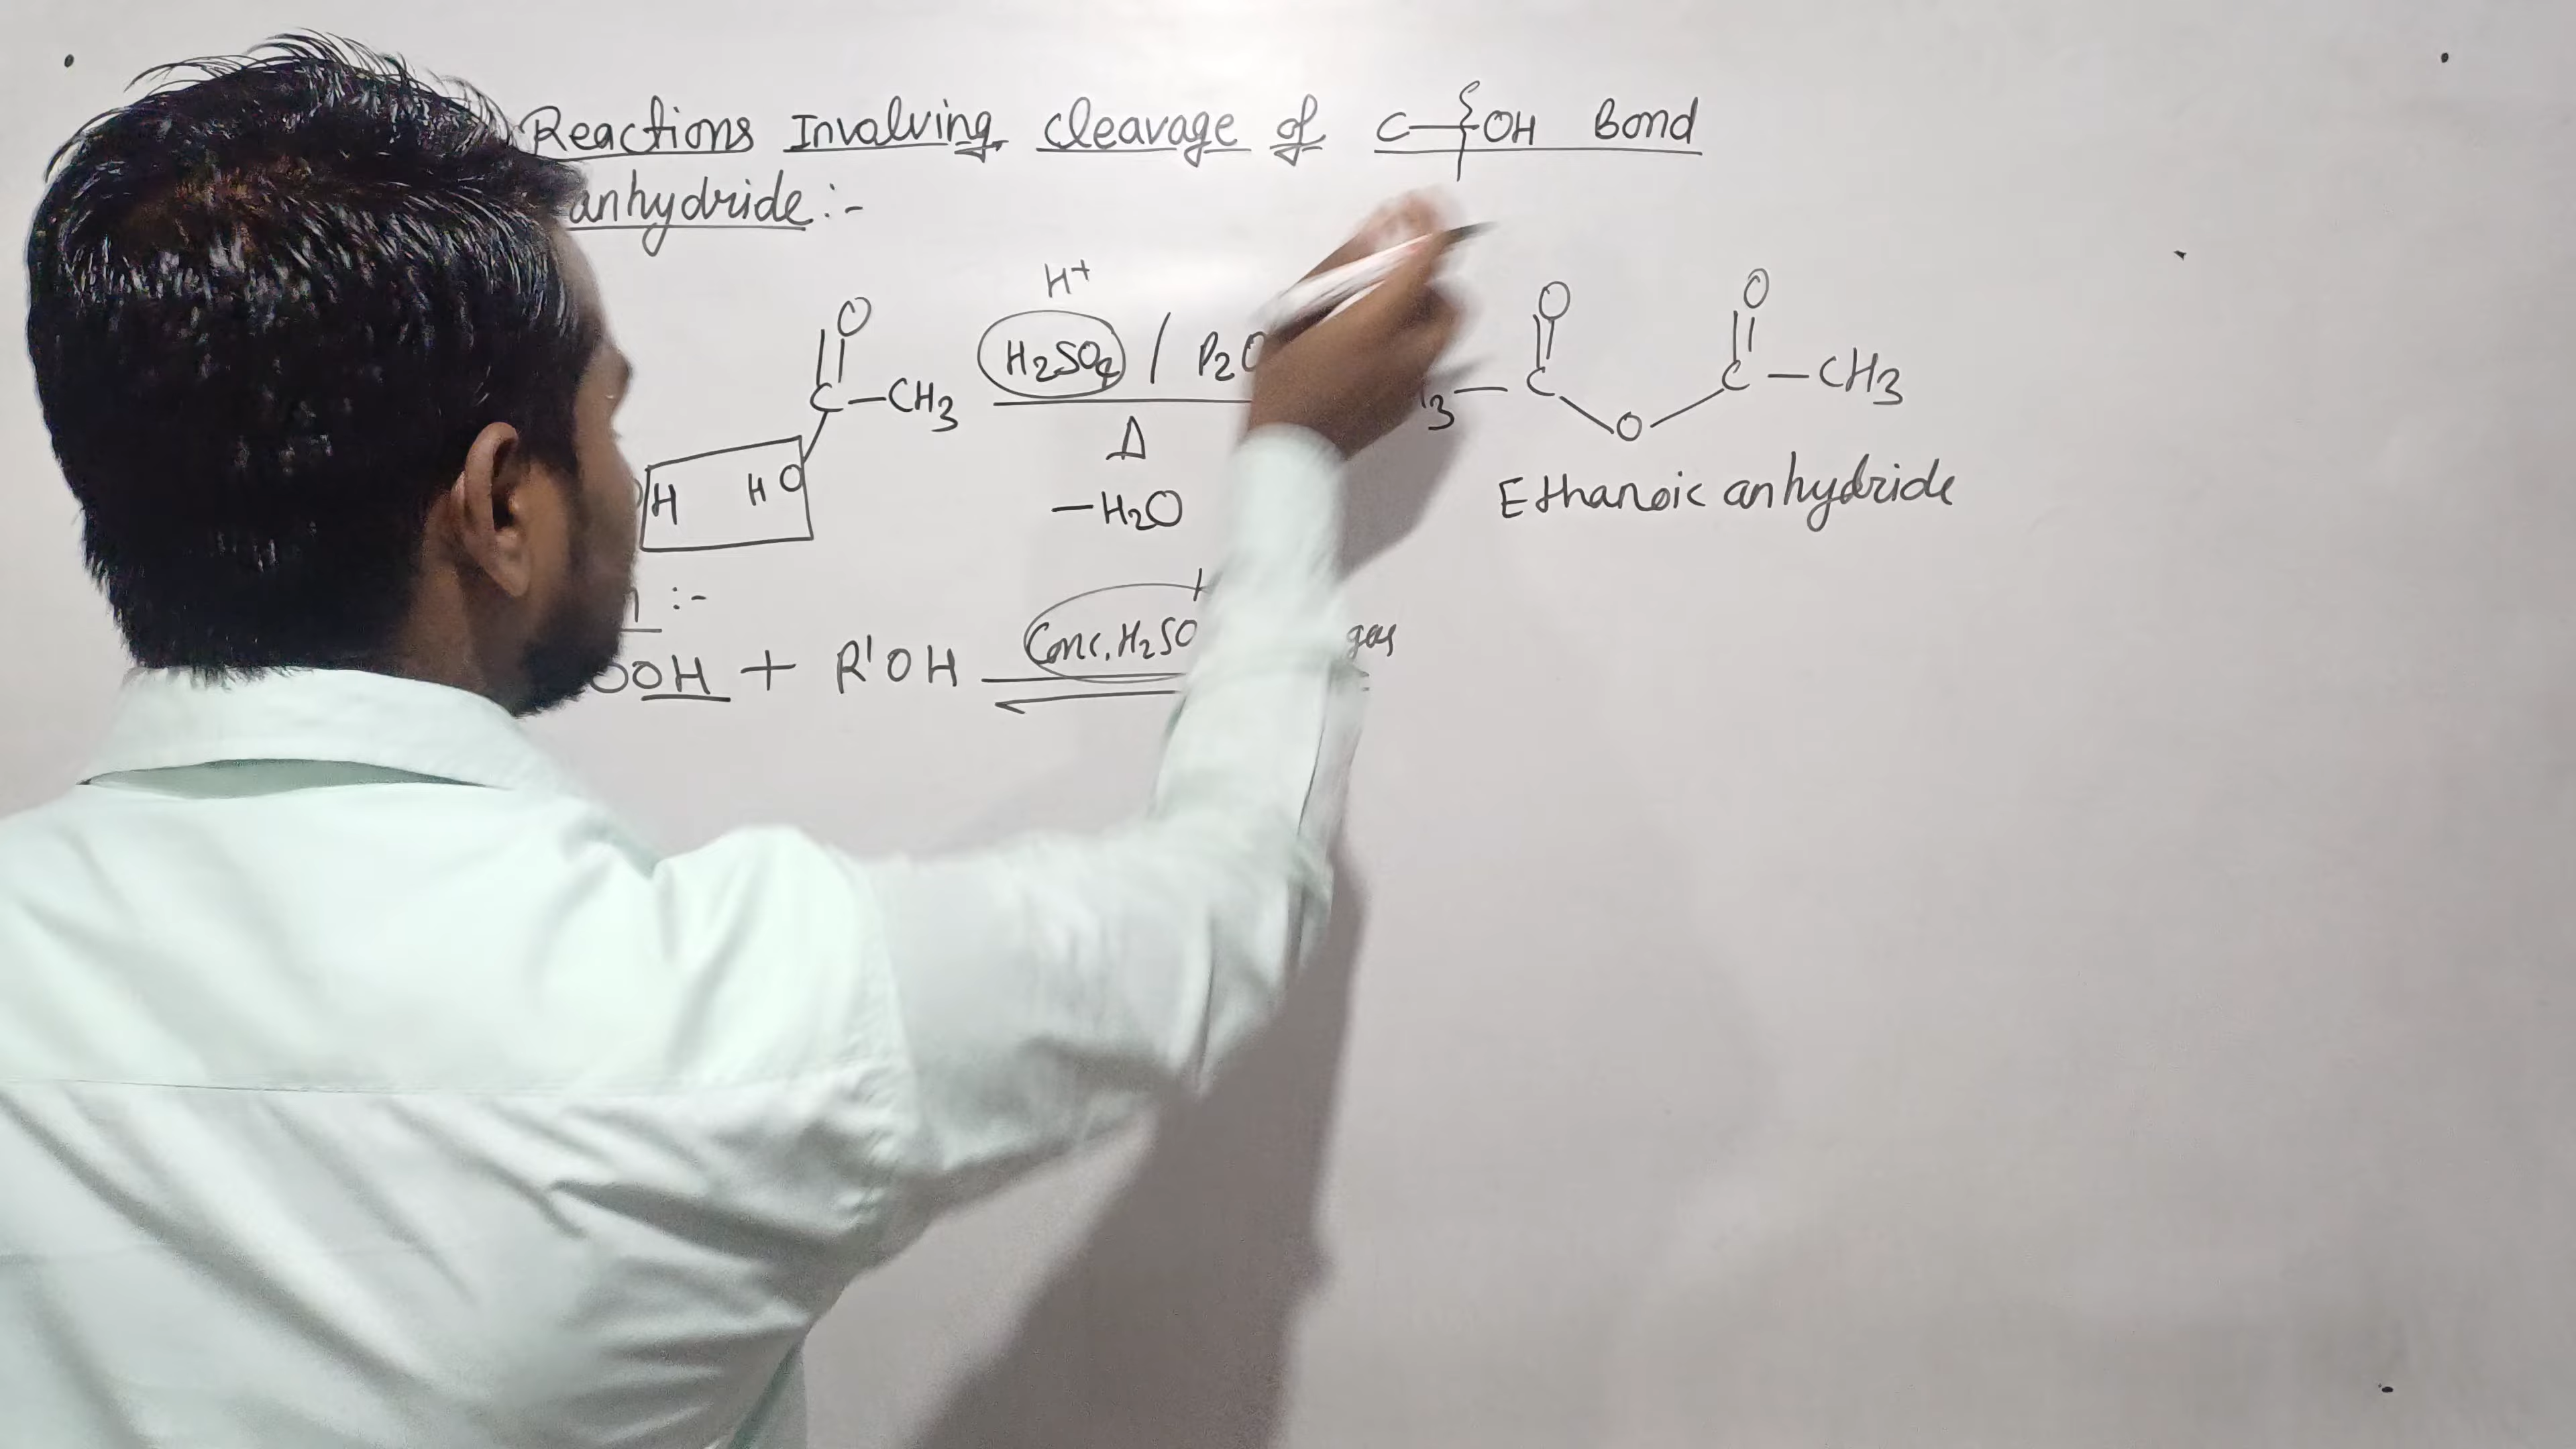 Reactions Involving cleavage of C OH Bond
anhydride :-
H+
O O O
H2SO4 / P2O
C-CH3 3 - C C - CH3
Δ O
H HO Ethanoic anhydride
-H2O
:-
Conc. H2SO gas
OOH + R'OH